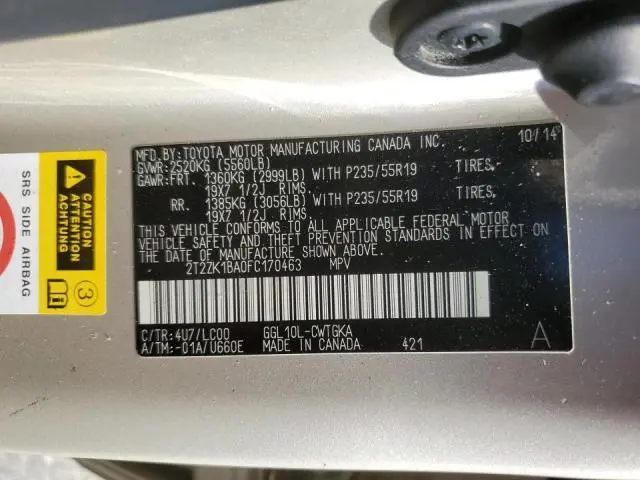 MFD.BY:TOYOTA MOTOR MANUFACTURING CANADA INC. 10/14
GVWR:2520KG (5560LB)
GAWR:FRT. 1360KG (2999LB) WITH P235/55R19 TIRES,
19X7 1/2J RIMS.
RR. 1385KG (3056LB) WITH P235/55R19 TIRES,
19X7 1/2J RIMS.
THIS VEHICLE CONFORMS TO ALL APPLICABLE FEDERAL MOTOR
VEHICLE SAFETY AND THEFT PREVENTION STANDARDS IN EFFECT ON
THE DATE OF MANUFACTURE SHOWN ABOVE.
2T2ZK1BA0FC170463 MPV
C/TR:4U7/LC00 GGL10L-CWTGKA A
A/TM:-01A/U660E MADE IN CANADA 421
SRS SIDE AIRBAG
CAUTION
ATTENTION
ACHTUNG
3